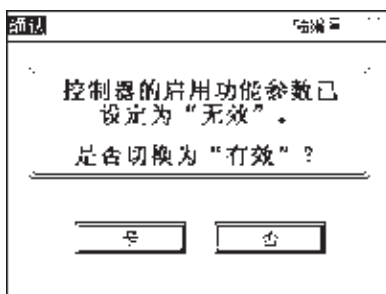 确认
控制器的启用功能参数已
设定为“无效”。
是否切换为“有效”?
是
否